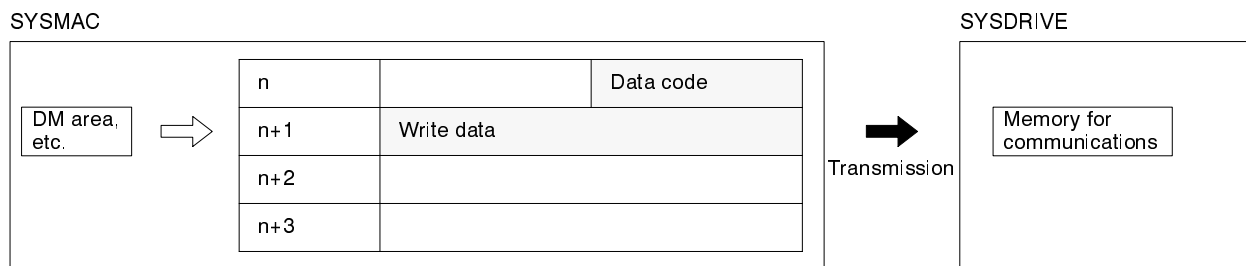 SYSMAC
SYSDRIVE
n
Data code
DM area,
etc.
n+1
Write data
Memory for
communications
Transmission
n+2
n+3